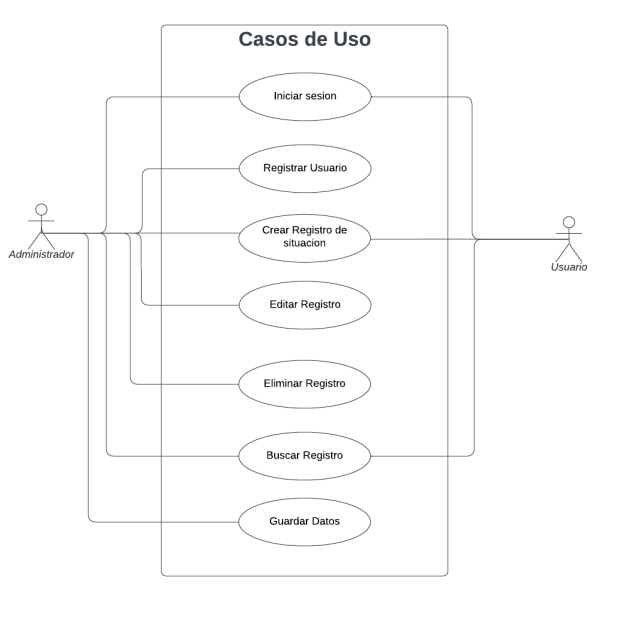 Casos de Uso
Iniciar sesion
Registrar Usuario
Crear Registro de
situacion
Administrador
Usuario
Editar Registro
Eliminar Registro
Buscar Registro
Guardar Datos